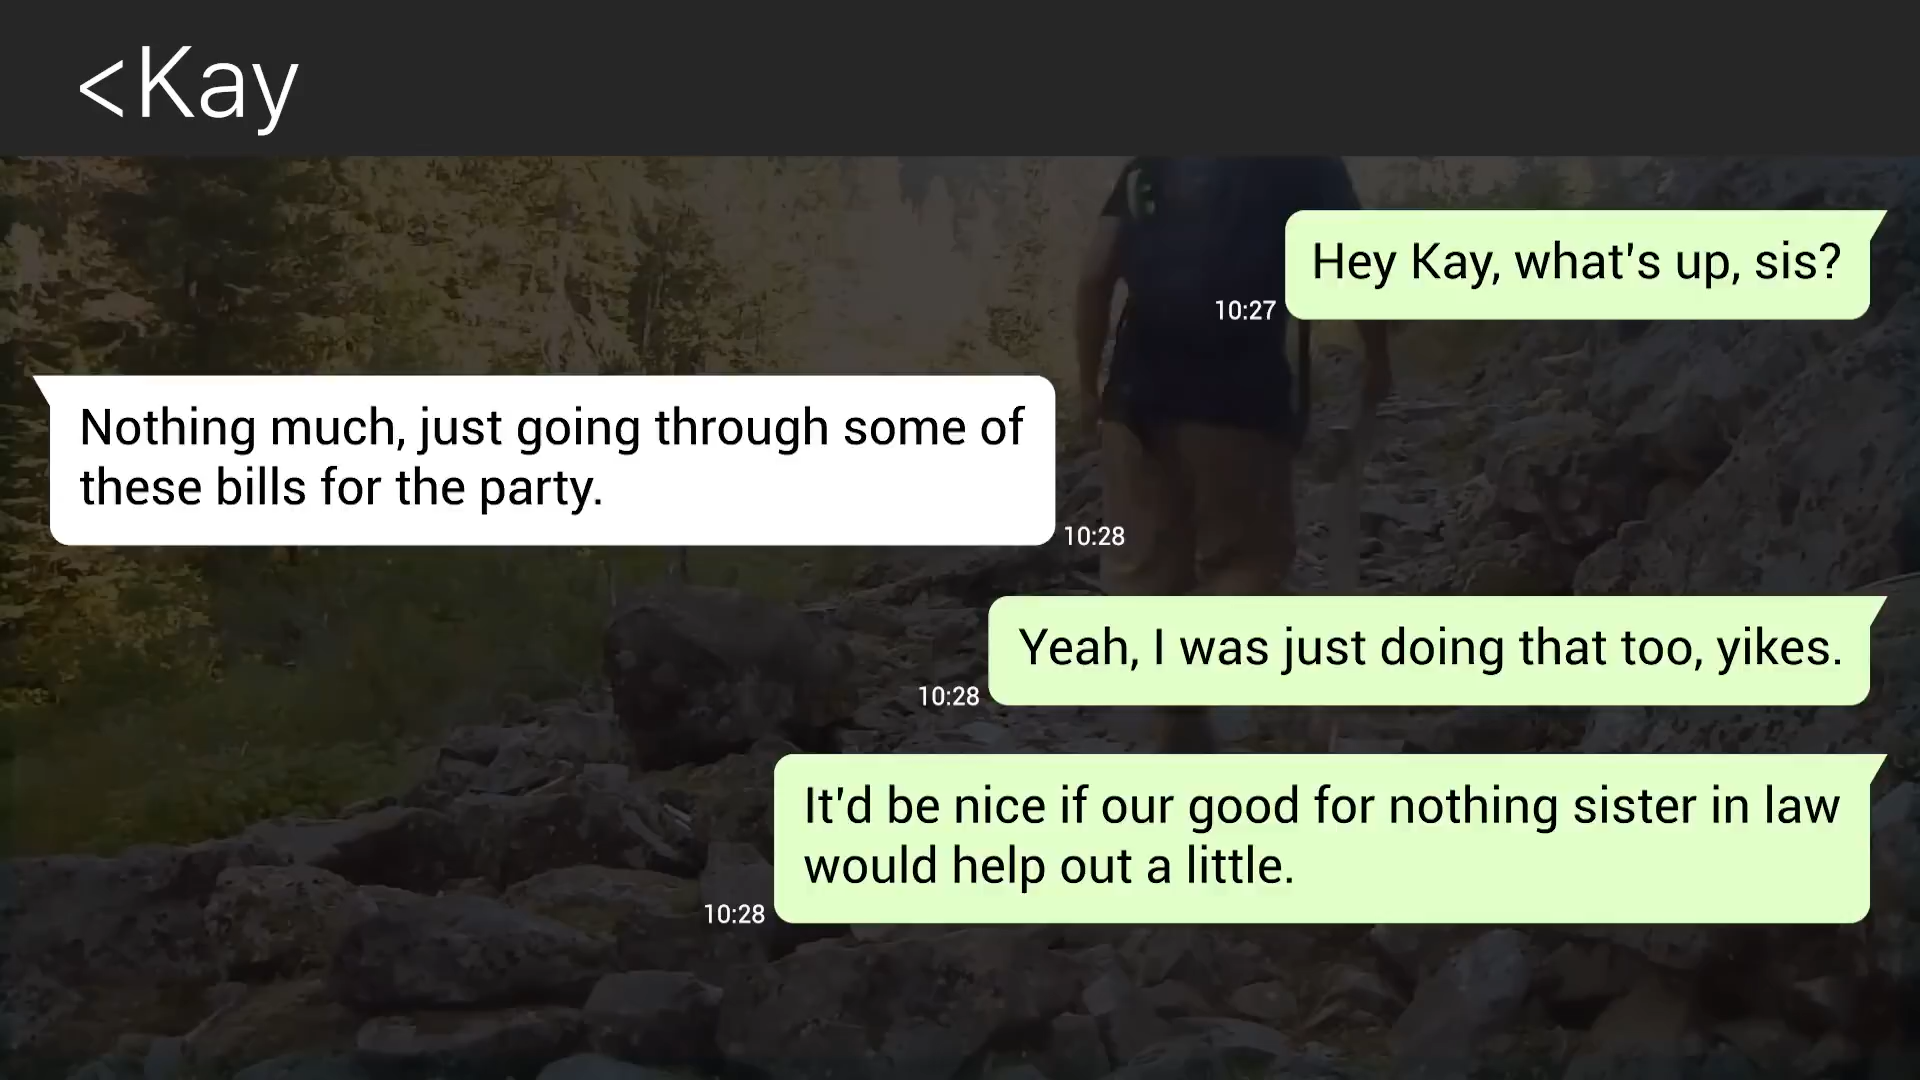 <Kay
Hey Kay, what's up, sis?
10:27
Nothing much, just going through some of
these bills for the party.
10:28
Yeah, I was just doing that too, yikes.
10:28
It'd be nice if our good for nothing sister in law
would help out a little.
10:28